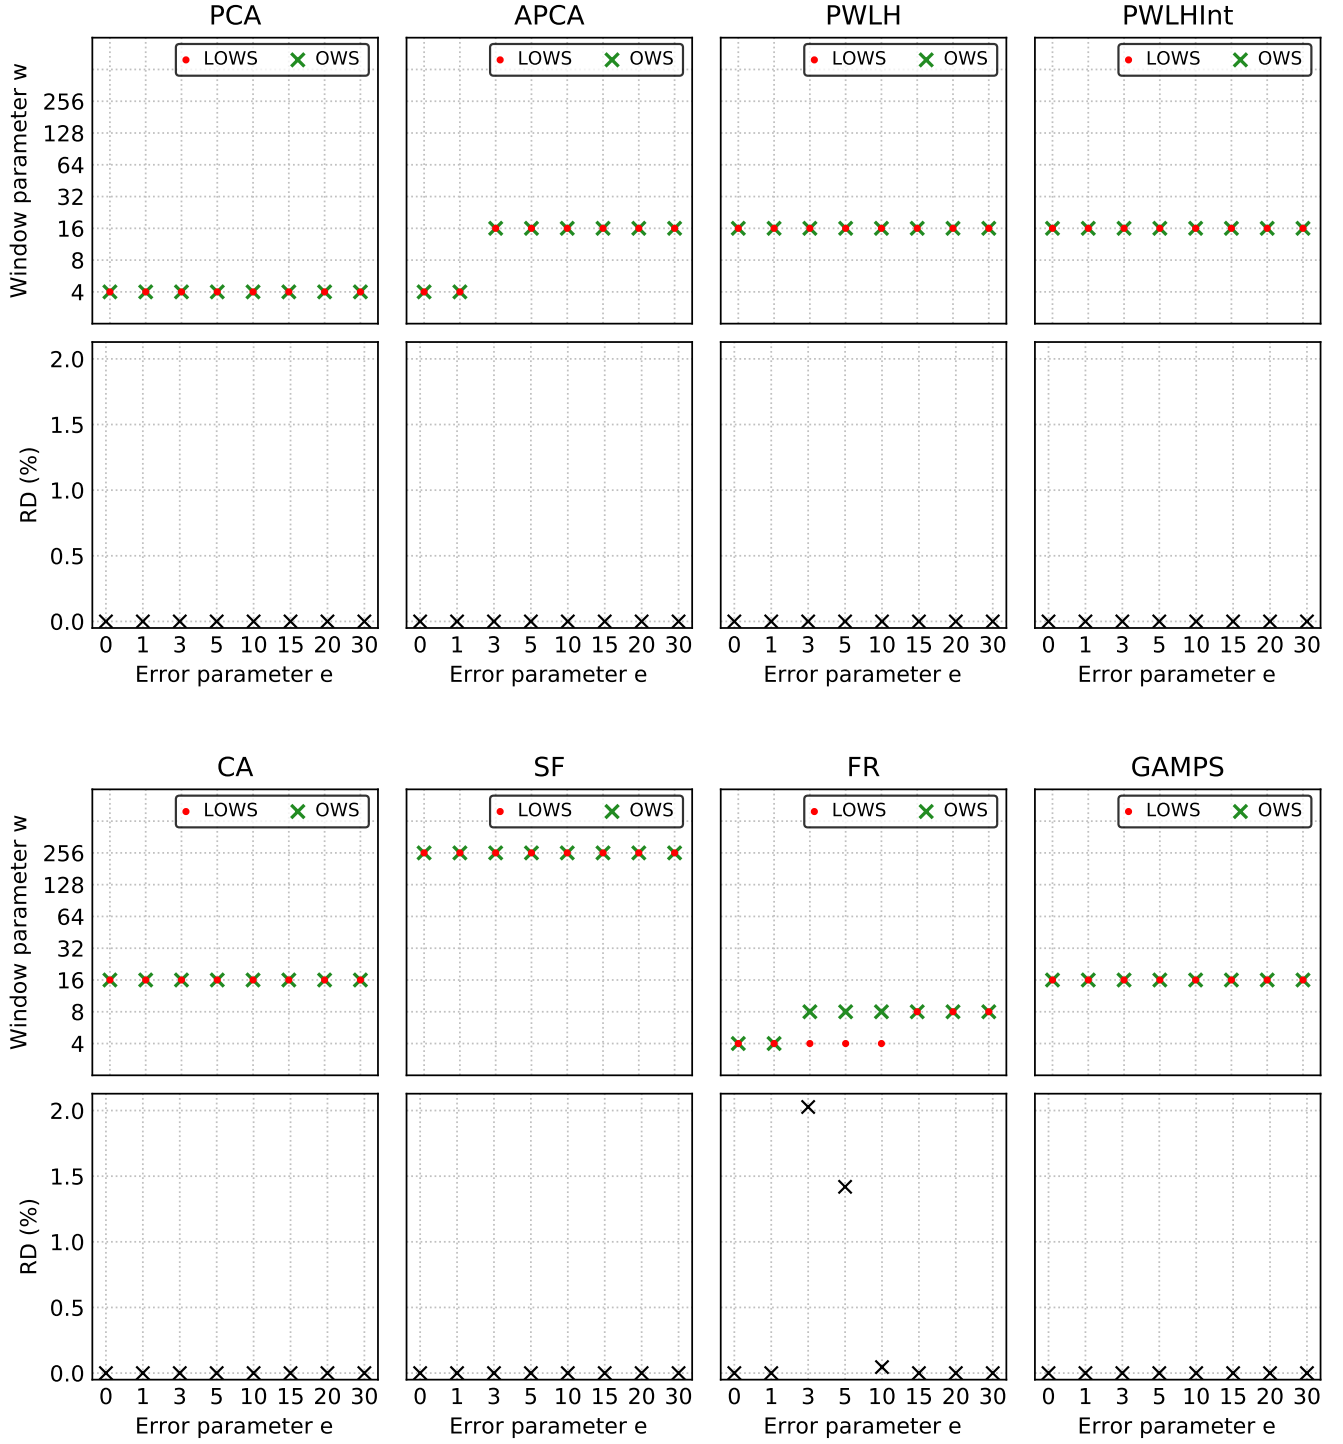 PCA APCA PWLH PWLHInt
LOWS OWS LOWS OWS LOWS OWS LOWS OWS
Window parameter w
256
128
64
32
16
8
4
RD (%)
2.0
1.5
1.0
0.5
0.0
0 1 3 5 10 15 20 30 0 1 3 5 10 15 20 30 0 1 3 5 10 15 20 30 0 1 3 5 10 15 20 30
Error parameter e Error parameter e Error parameter e Error parameter e
CA SF FR GAMPS
LOWS OWS LOWS OWS LOWS OWS LOWS OWS
Window parameter w
256
128
64
32
16
8
4
RD (%)
2.0
1.5
1.0
0.5
0.0
0 1 3 5 10 15 20 30 0 1 3 5 10 15 20 30 0 1 3 5 10 15 20 30 0 1 3 5 10 15 20 30
Error parameter e Error parameter e Error parameter e Error parameter e